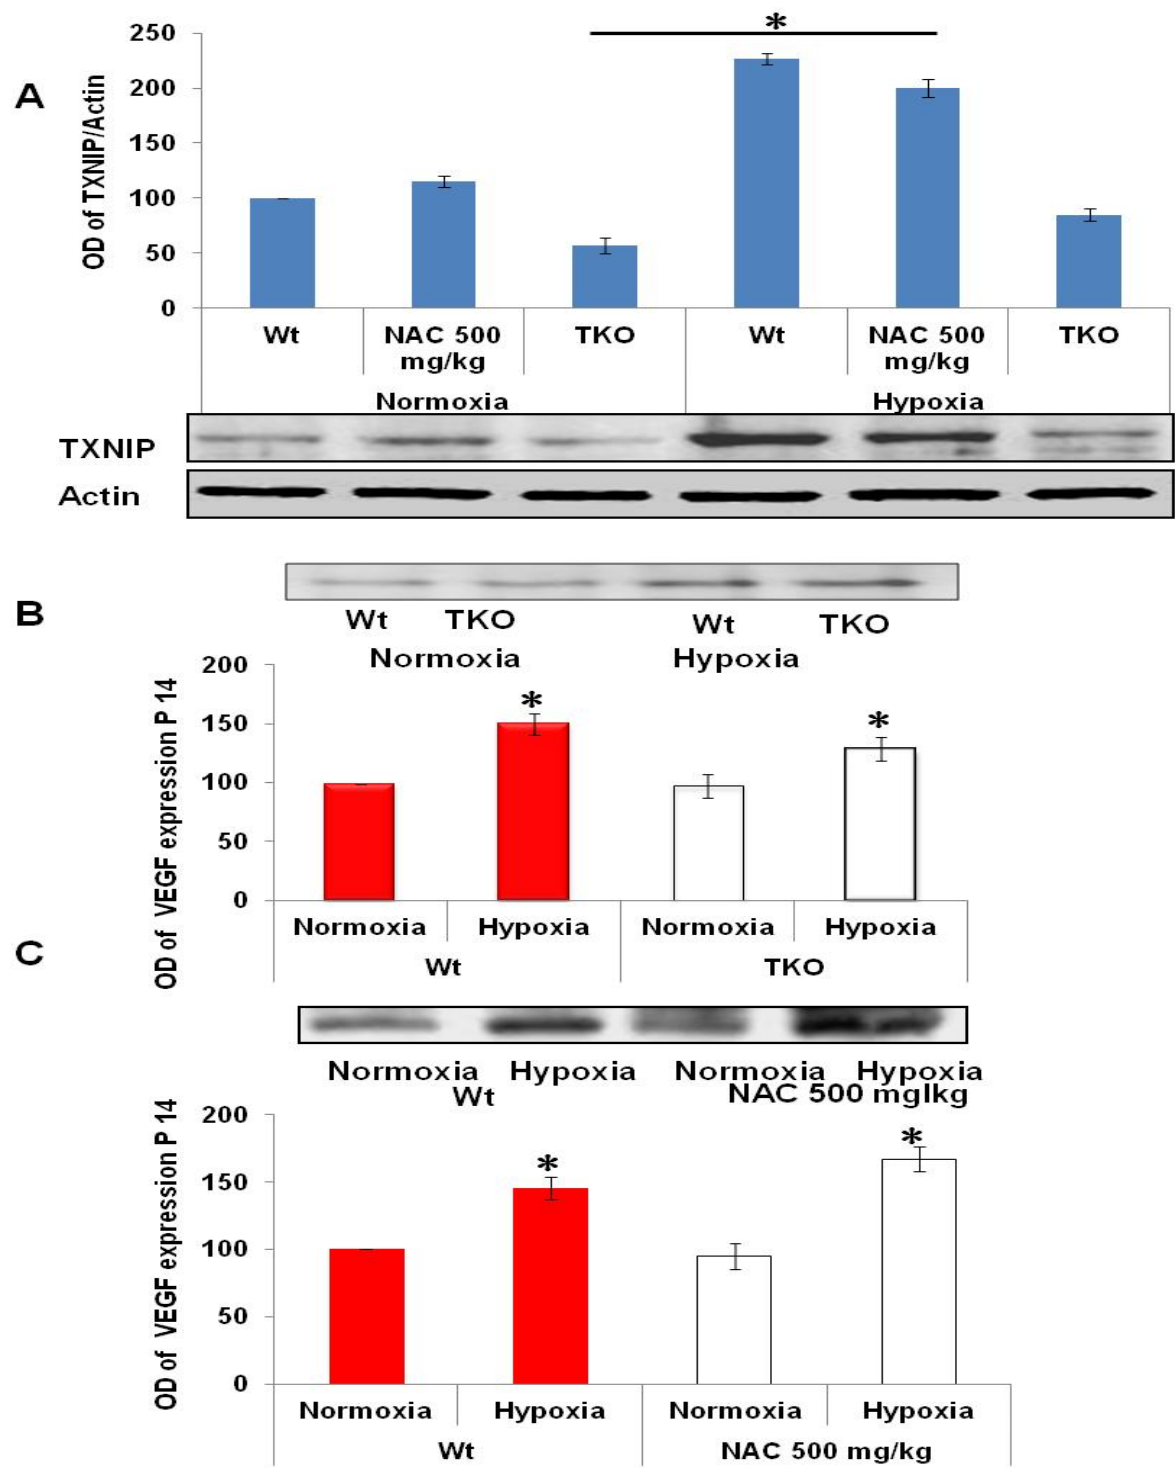 *
250
A
200
150
100
50
0
OD of TXNIP/Actin
Wt NAC 500 TKO Wt NAC 500 TKO
mg/kg mg/kg
Normoxia Hypoxia
TXNIP
Actin
B
Wt TKO Wt TKO
Normoxia Hypoxia
200
150
100
50
0
OD of VEGF expression P 14
* *
Normoxia Hypoxia Normoxia Hypoxia
Wt TKO
C
Normoxia Hypoxia Normoxia Hypoxia
Wt NAC 500 mglkg
200
150
100
50
0
OD of VEGF expression P 14
* *
Normoxia Hypoxia Normoxia Hypoxia
Wt NAC 500 mg/kg